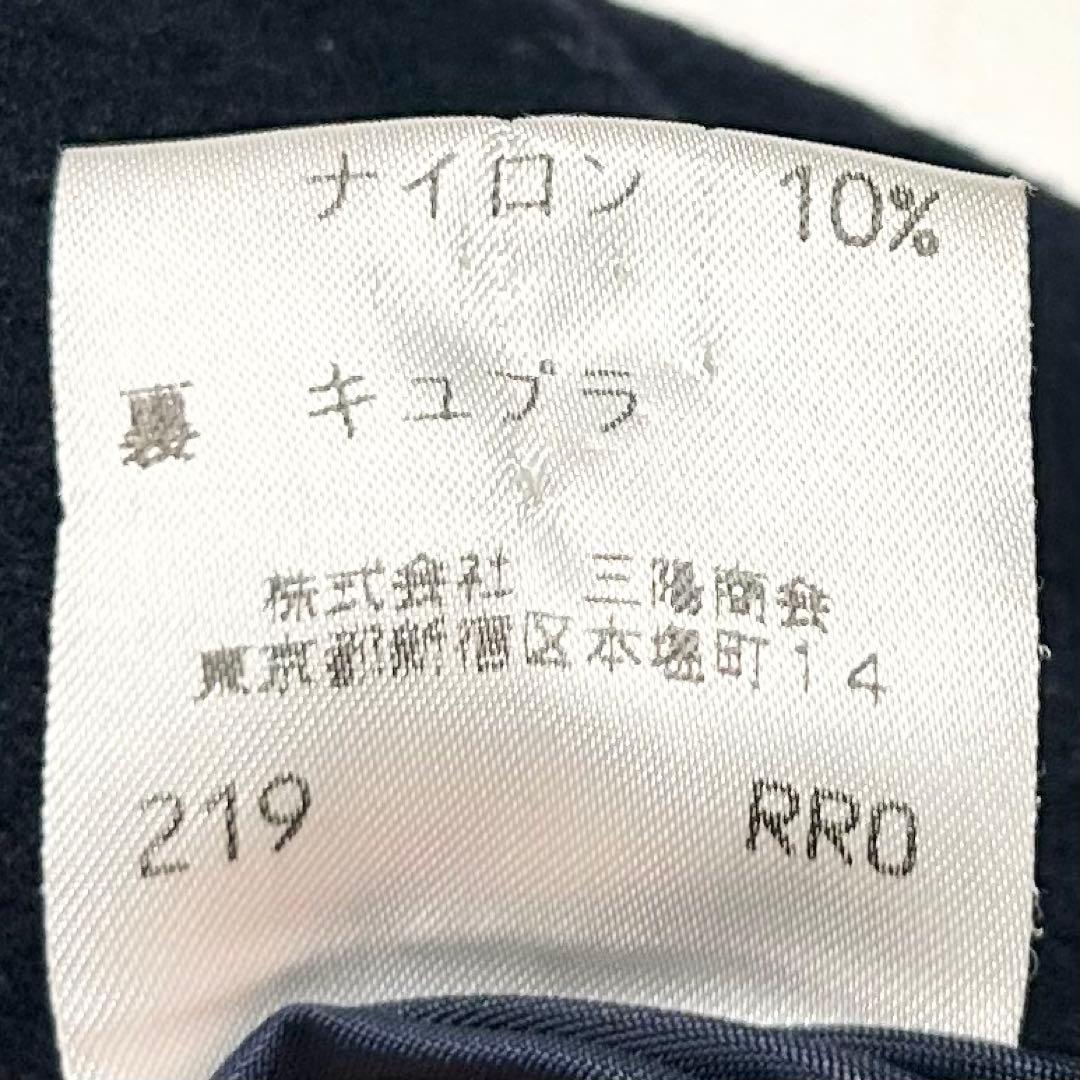 ナイロン 10%
裏 キュプラ
株式会社 三陽商会
東京都新宿区本塩町14
219 RRO